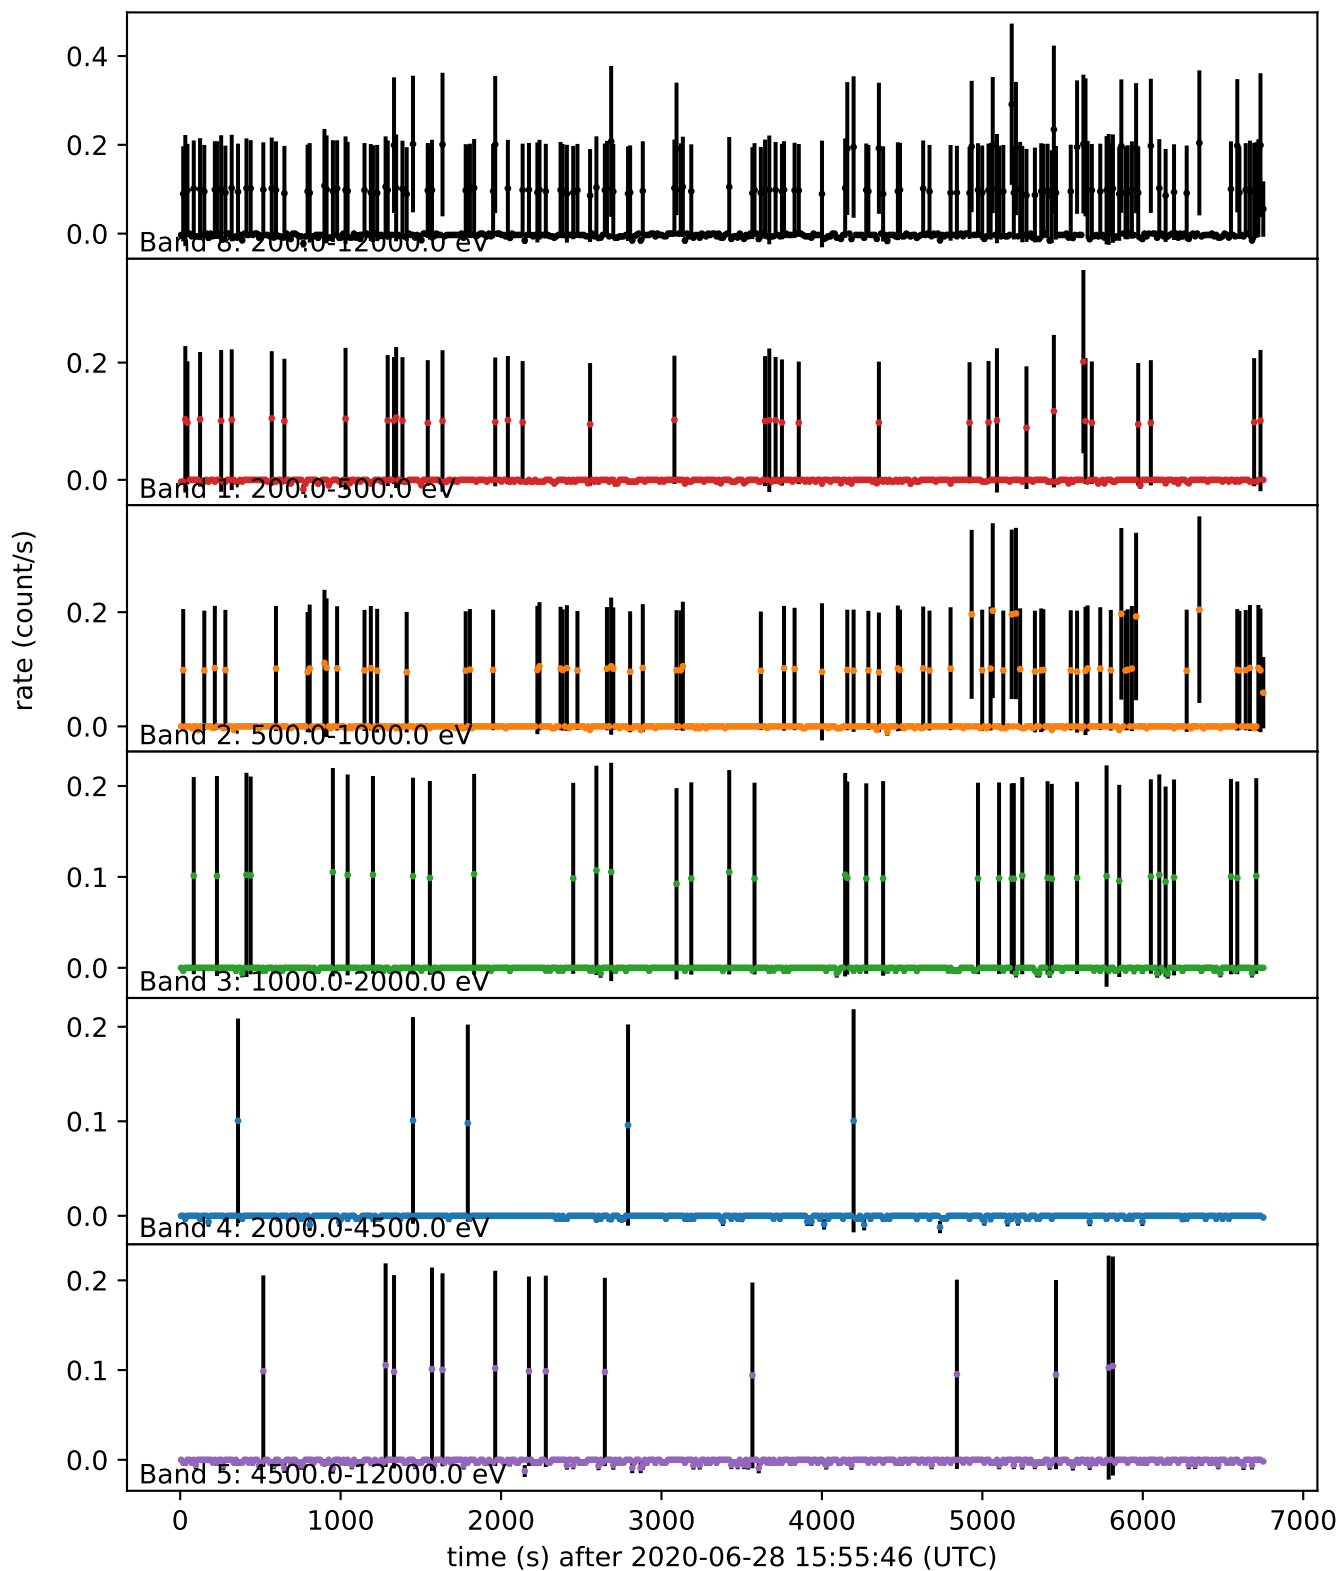 0.4
0.2
0.0
Band 8: 200.0-12000.0 eV
0.2
0.0
Band 1: 200.0-500.0 eV
rate (count/s)
0.2
0.0
Band 2: 500.0-1000.0 eV
0.2
0.1
0.0
Band 3: 1000.0-2000.0 eV
0.2
0.1
0.0
Band 4: 2000.0-4500.0 eV
0.2
0.1
0.0
Band 5: 4500.0-12000.0 eV
0 1000 2000 3000 4000 5000 6000 7000
time (s) after 2020-06-28 15:55:46 (UTC)